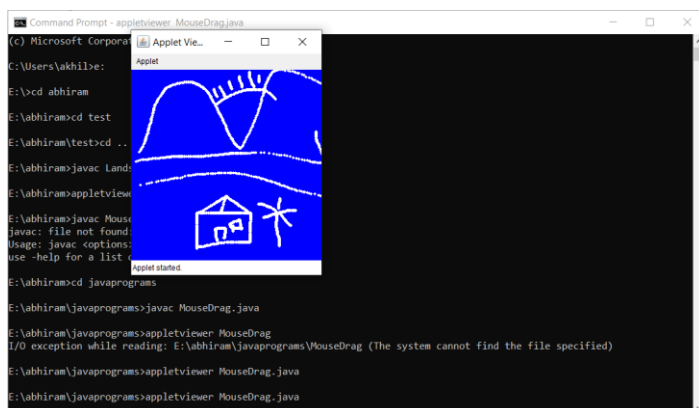 Command Prompt - appletviewer MouseDrag.java
(c) Microsoft Corporat
Applet Vie...
Applet
C:\Users\akhil>e:
E:\>cd abhiram
E:\abhiram>cd test
E:\abhiram\test>cd ..
E:\abhiram>javac Lands
E:\abhiram>appletviewe
E:\abhiram>javac Mouse
javac: file not found:
Usage: javac <options>
use -help for a list o
Applet started.
E:\abhiram>cd javaprograms
E:\abhiram\javaprograms>javac MouseDrag.java
E:\abhiram\javaprograms>appletviewer MouseDrag
I/O exception while reading: E:\abhiram\javaprograms\MouseDrag (The system cannot find the file specified)
E:\abhiram\javaprograms>appletviewer MouseDrag.java
E:\abhiram\javaprograms>appletviewer MouseDrag.java